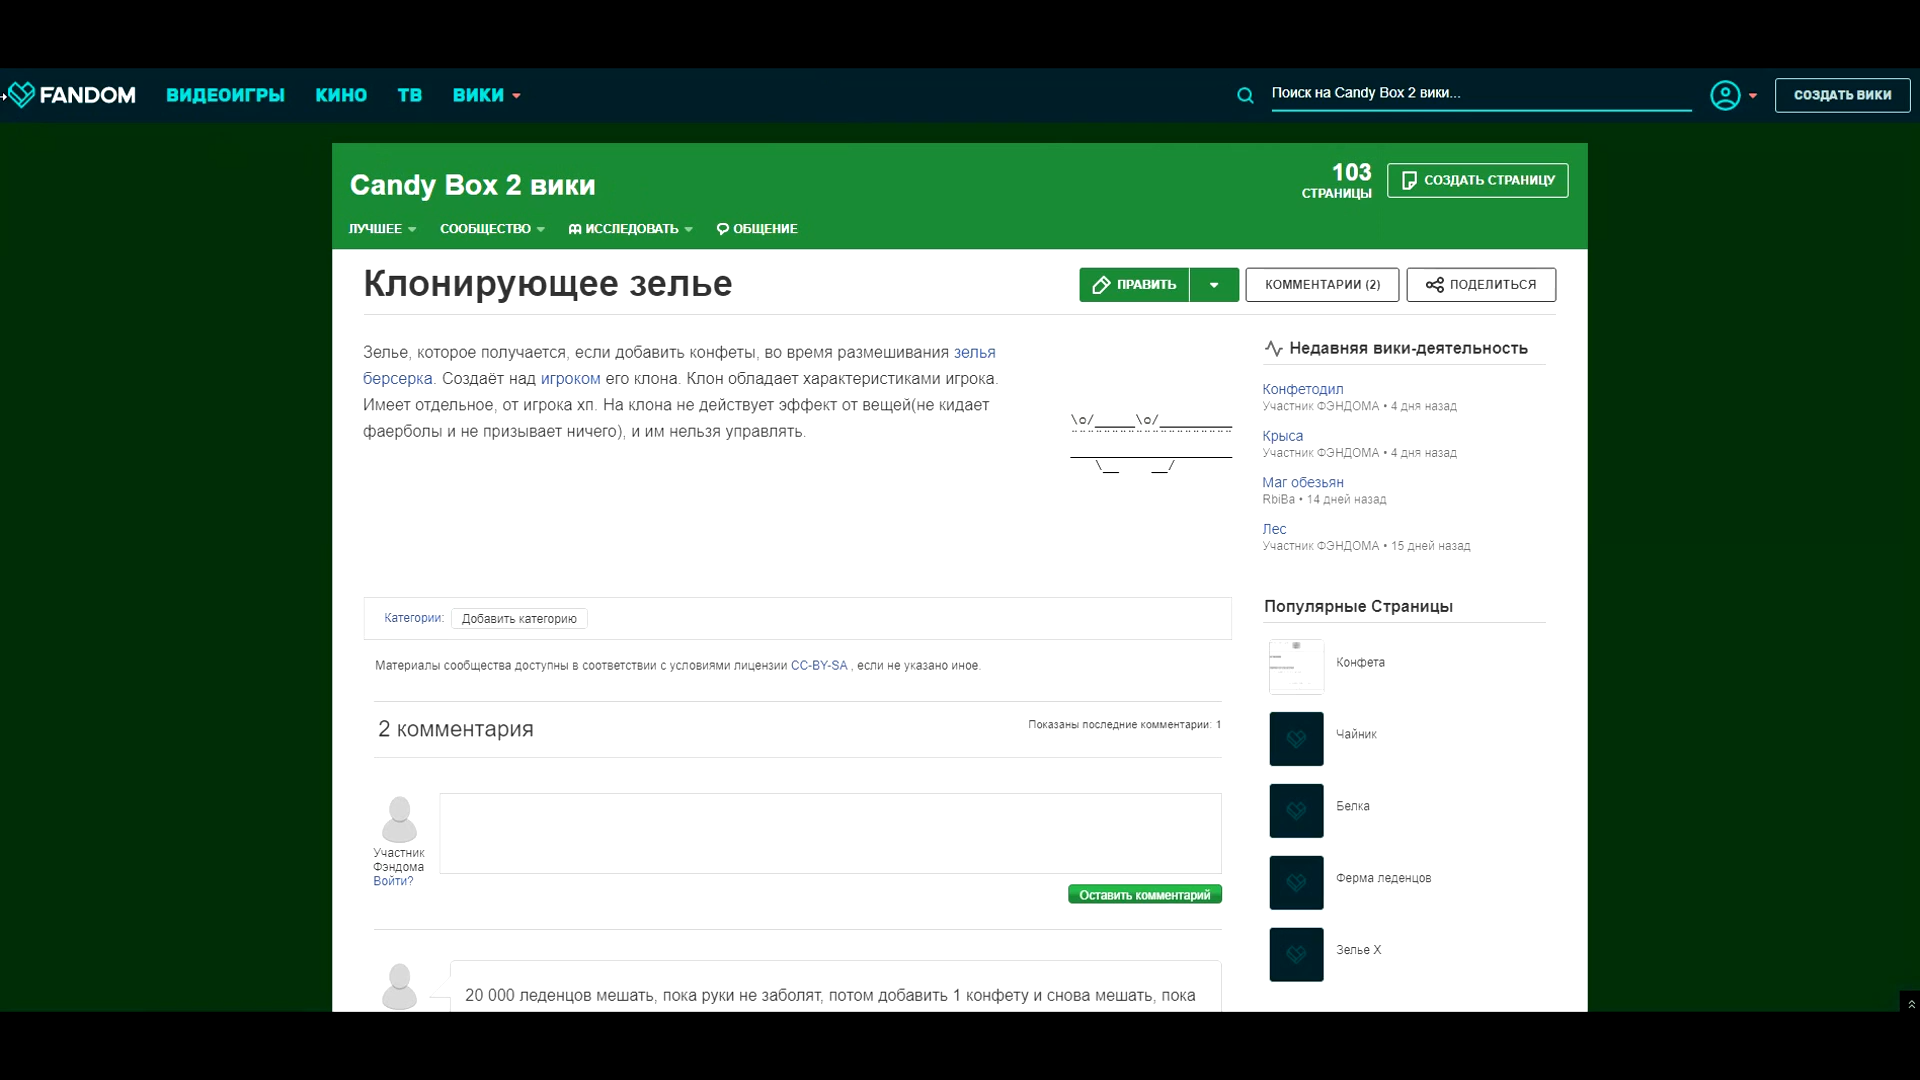 FANDOM ВИДЕОИГРЫ КИНО ТВ ВИКИ Поиск на Candy Box 2 вики... СОЗДАТЬ ВИКИ
Candy Box 2 вики
103
СТРАНИЦЫ
СОЗДАТЬ СТРАНИЦУ
ЛУЧШЕЕ СООБЩЕСТВО ИССЛЕДОВАТЬ ОБЩЕНИЕ
Клонирующее зелье
ПРАВИТЬ КОММЕНТАРИИ (2) ПОДЕЛИТЬСЯ
Зелье, которое получается, если добавить конфеты, во время размешивания зелья
берсерка. Создаёт над игроком его клона. Клон обладает характеристиками игрока.
Имеет отдельное, от игрока хп. На клона не действует эффект от вещей(не кидает
фаерболы и не призывает ничего), и им нельзя управлять.
\o/_____\o/_________
\__ __/
Категории: Добавить категорию
Материалы сообщества доступны в соответствии с условиями лицензии CC-BY-SA , если не указано иное.
2 комментария
Показаны последние комментарии: 1
Участник
Фэндома
Войти?
Оставить комментарий
20 000 леденцов мешать, пока руки не заболят, потом добавить 1 конфету и снова мешать, пока
Недавняя вики-деятельность
Конфетодил
Участник ФЭНДОМА • 4 дня назад
Крыса
Участник ФЭНДОМА • 4 дня назад
Маг обезьян
RbiBa • 14 дней назад
Лес
Участник ФЭНДОМА • 15 дней назад
Популярные Страницы
Конфета
Чайник
Белка
Ферма леденцов
Зелье X